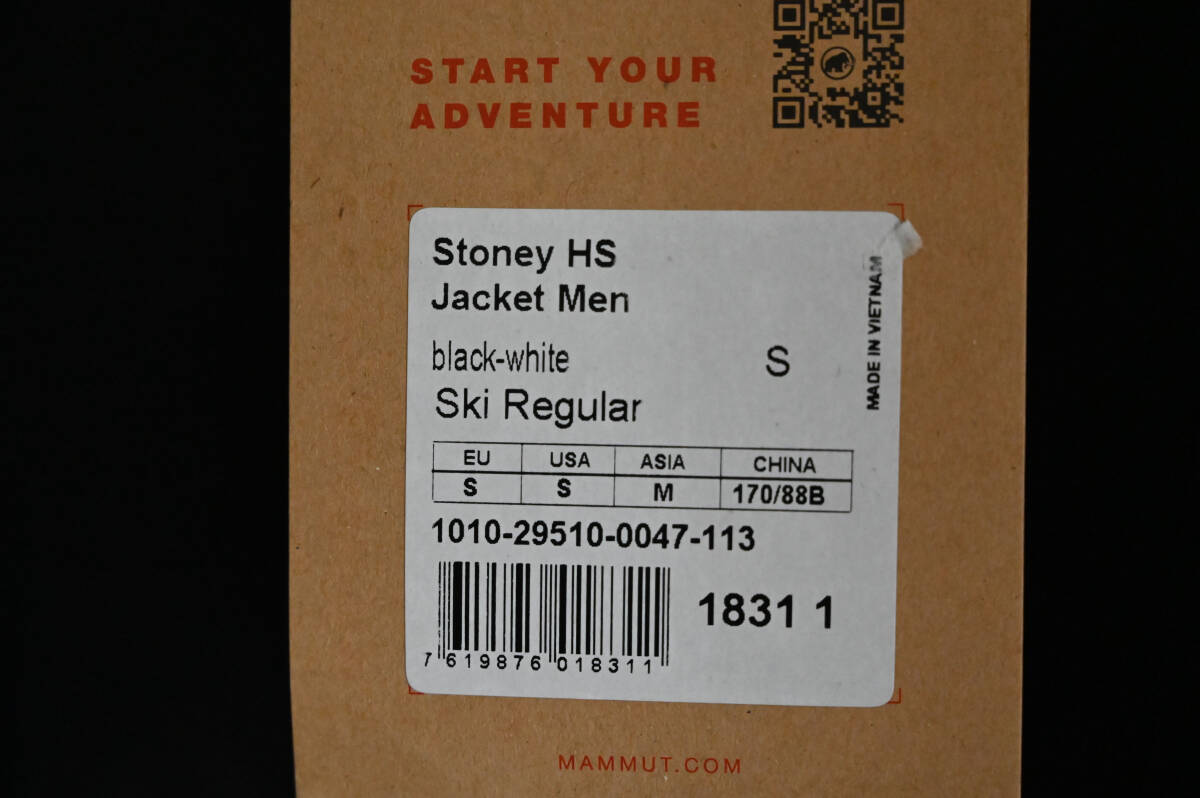 START YOUR
ADVENTURE
Stoney HS
Jacket Men
black-white
S
Ski Regular
MADE IN VIETNAM
EU USA ASIA CHINA
S S M 170/88B
1010-29510-0047-113
1831 1
7 619876 018311
MAMMUT.COM